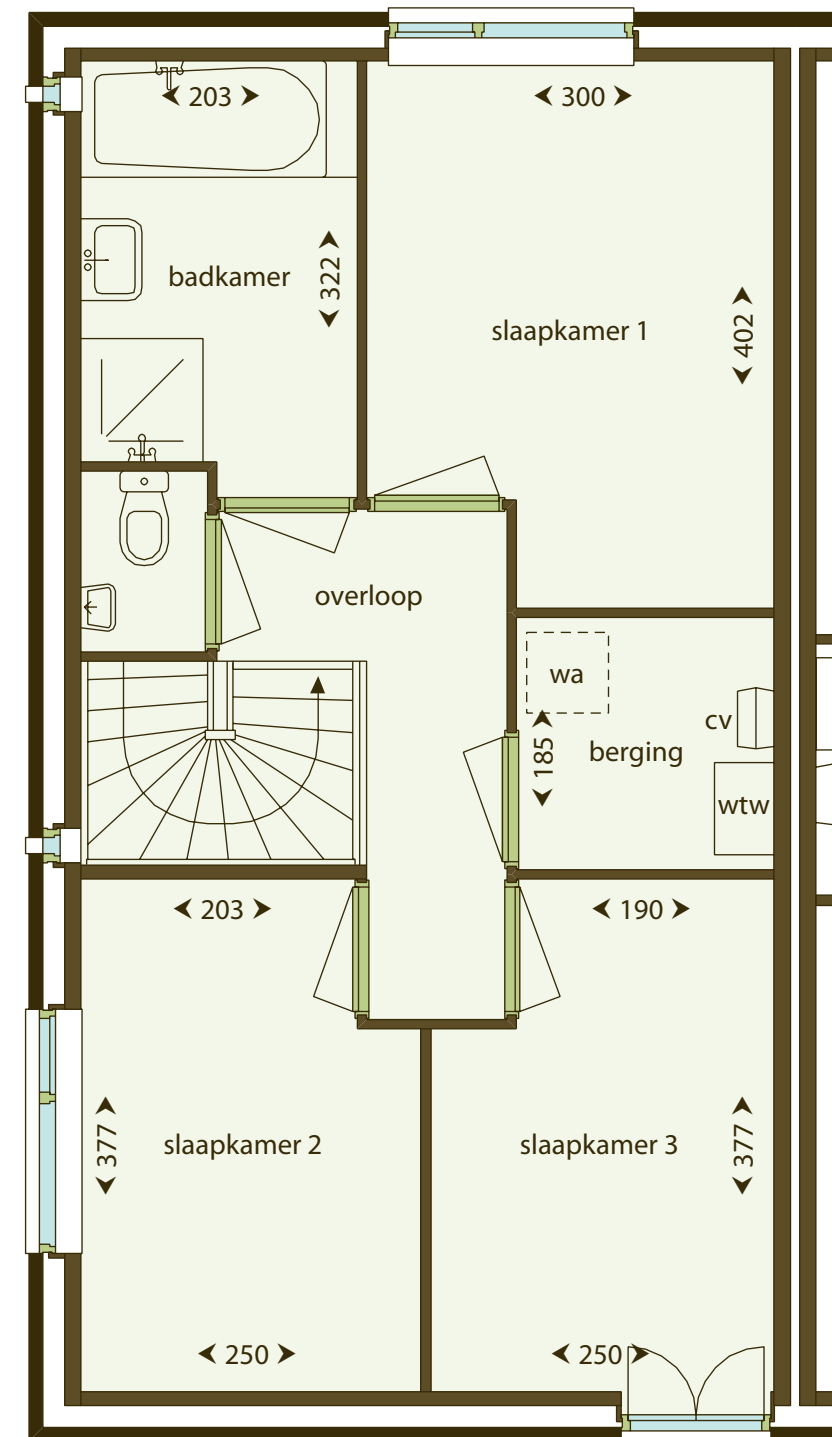 203
300
badkamer
322
slaapkamer 1
402
overloop
wa
cv
185
berging
wtw
203
190
377
slaapkamer 2
slaapkamer 3
377
250
250